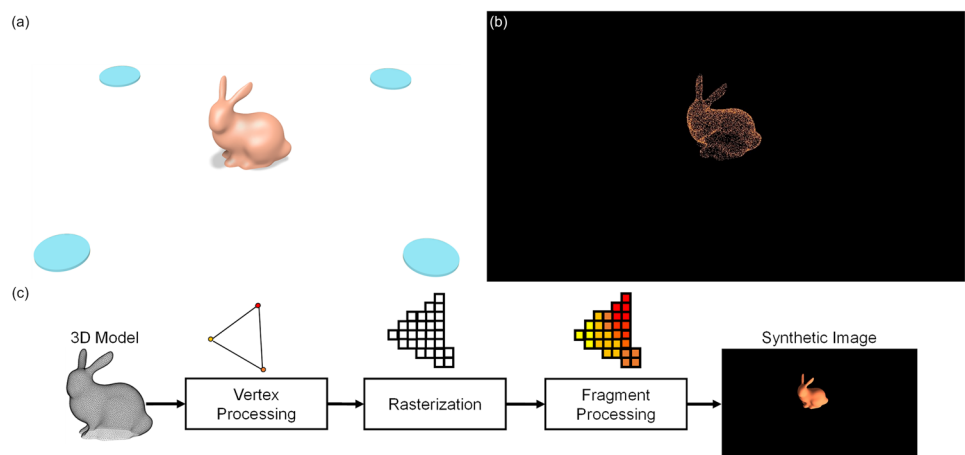 (a)
(b)
(c)
3D Model
Vertex
Processing
Rasterization
Fragment
Processing
Synthetic Image